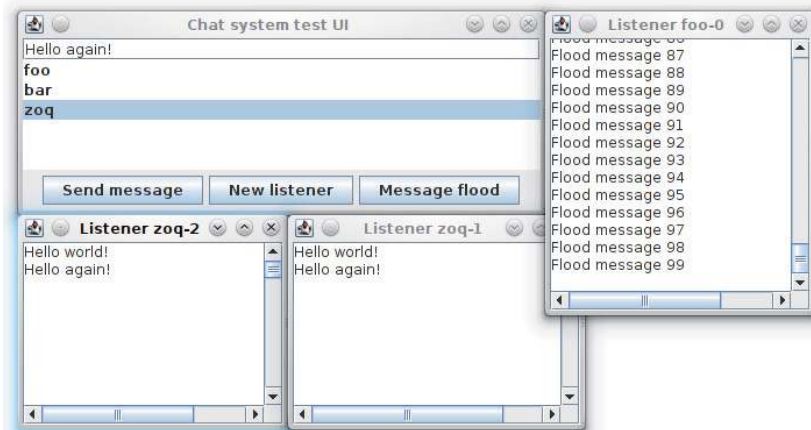 Chat system test UI
Hello again!
foo
bar
zoq
Send message New listener Message flood
Listener foo-0
Flood message 86
Flood message 87
Flood message 88
Flood message 89
Flood message 90
Flood message 91
Flood message 92
Flood message 93
Flood message 94
Flood message 95
Flood message 96
Flood message 97
Flood message 98
Flood message 99
Listener zoq-2
Hello world!
Hello again!
Listener zoq-1
Hello world!
Hello again!